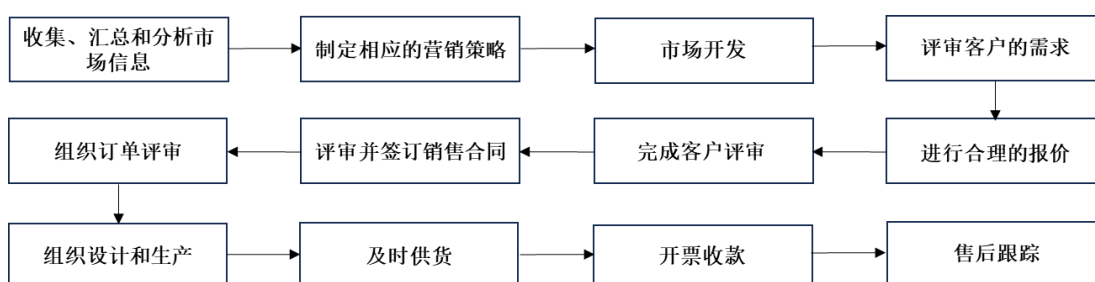 收集、汇总和分析市
场信息
制定相应的营销策略
市场开发
评审客户的需求
进行合理的报价
完成客户评审
评审并签订销售合同
组织订单评审
组织设计和生产
及时供货
开票收款
售后跟踪